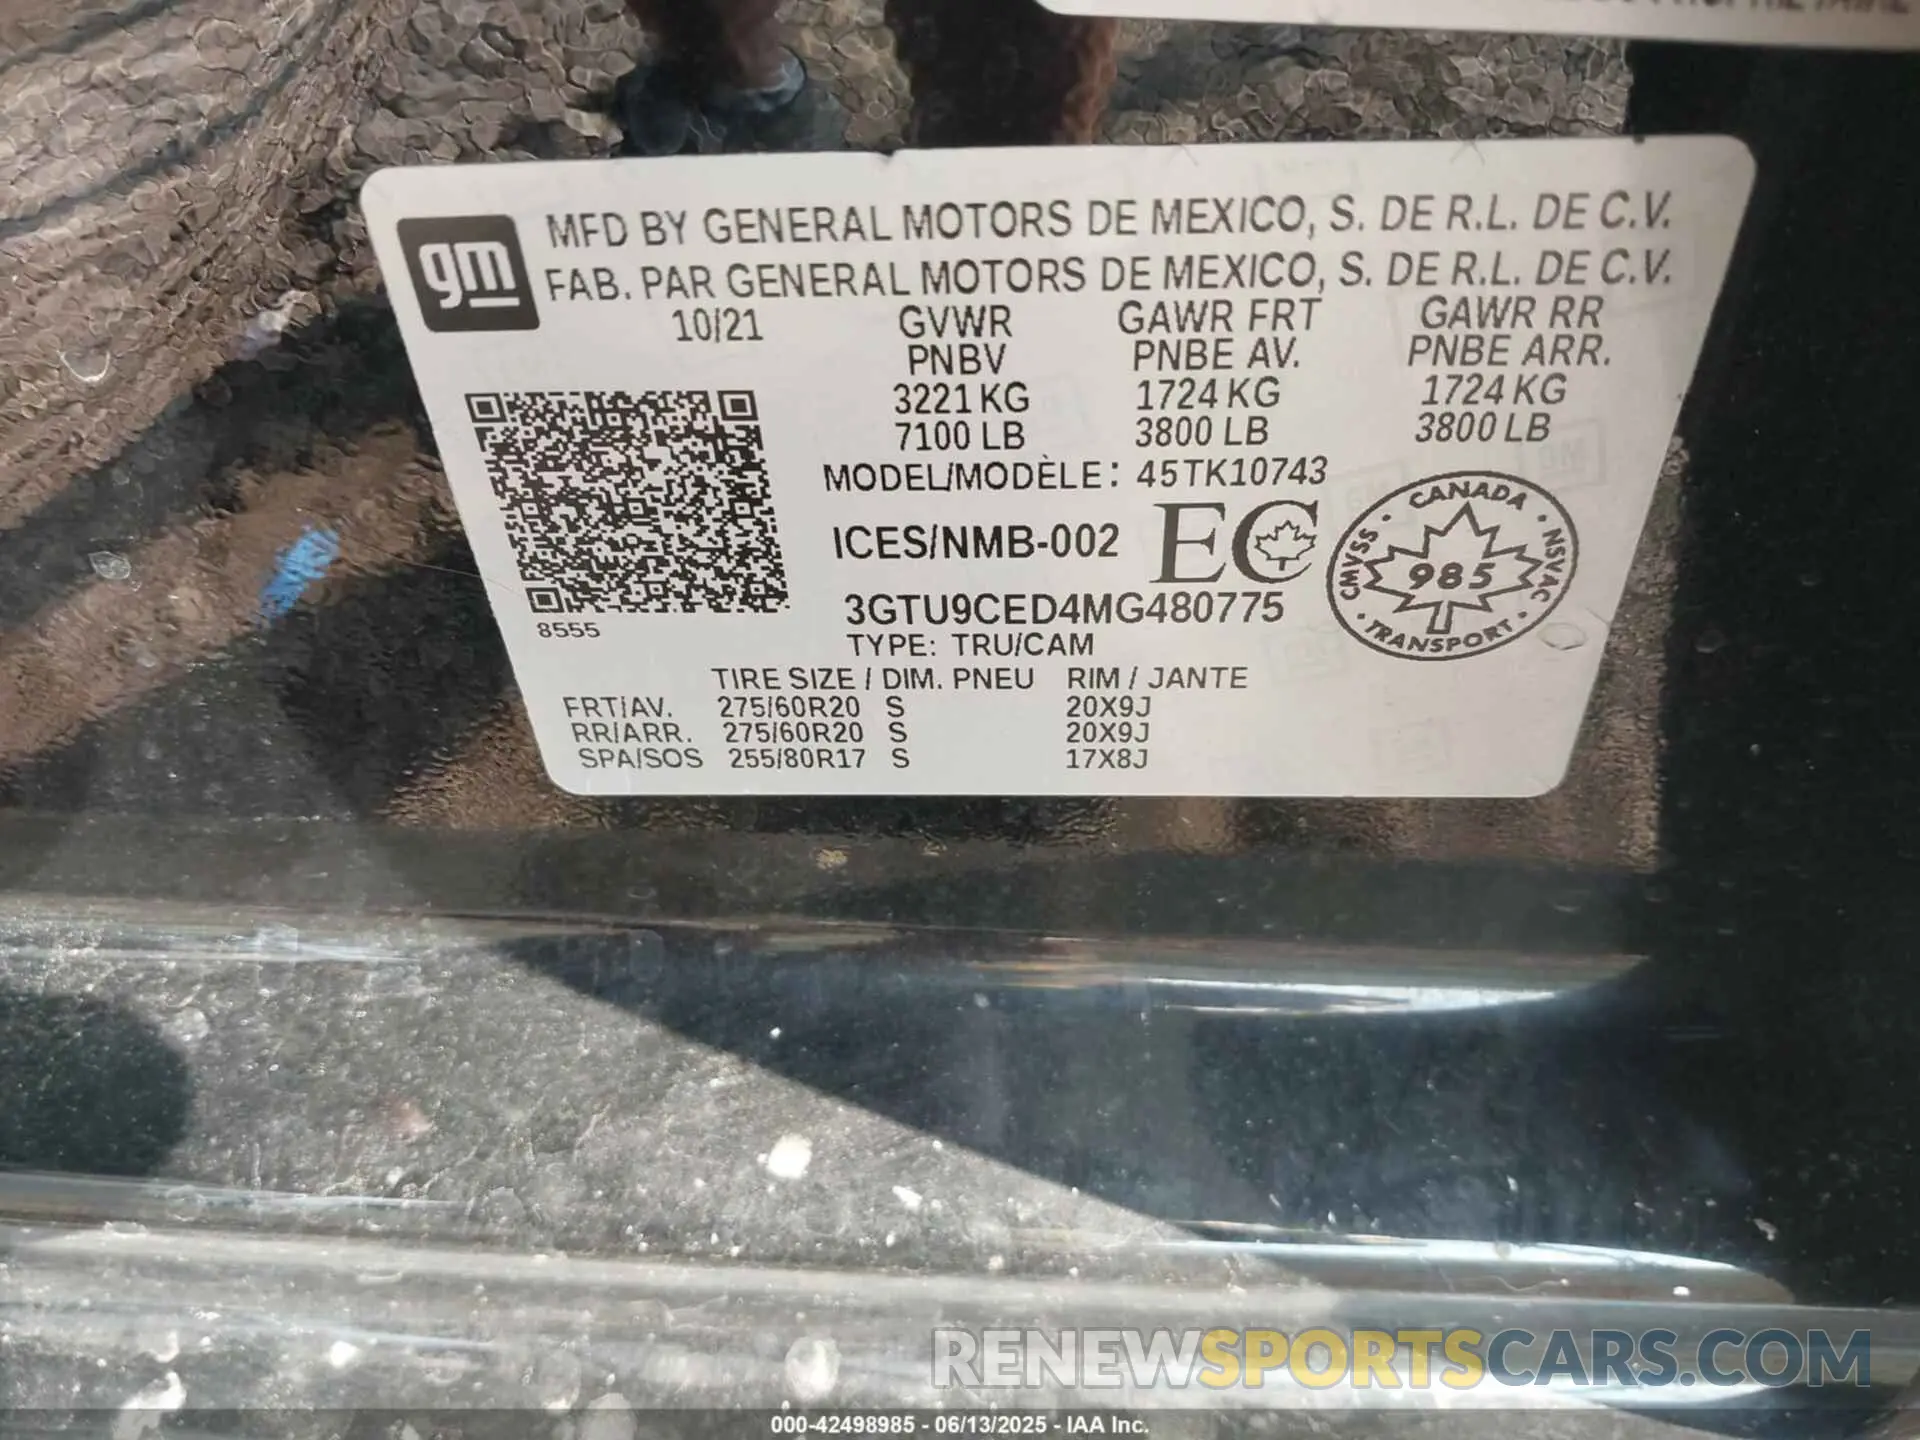 gm
MFD BY GENERAL MOTORS DE MEXICO, S. DE R.L. DE C.V.
FAB. PAR GENERAL MOTORS DE MEXICO, S. DE R.L. DE C.V.
10/21 GVWR GAWR FRT GAWR RR
PNBV PNBE AV. PNBE ARR.
3221 KG 1724 KG 1724 KG
7100 LB 3800 LB 3800 LB
MODEL/MODÈLE: 45TK10743
ICES/NMB-002 EC
CANADA
CMVSS 985 NSVAC
TRANSPORT
3GTU9CED4MG480775
8555
TYPE: TRU/CAM
TIRE SIZE / DIM. PNEU RIM / JANTE
FRT/AV. 275/60R20 S 20X9J
RR/ARR. 275/60R20 S 20X9J
SPA/SOS 255/80R17 S 17X8J
RENEWSPORTSCARS.COM
000-42498985 - 06/13/2025 - IAA Inc.